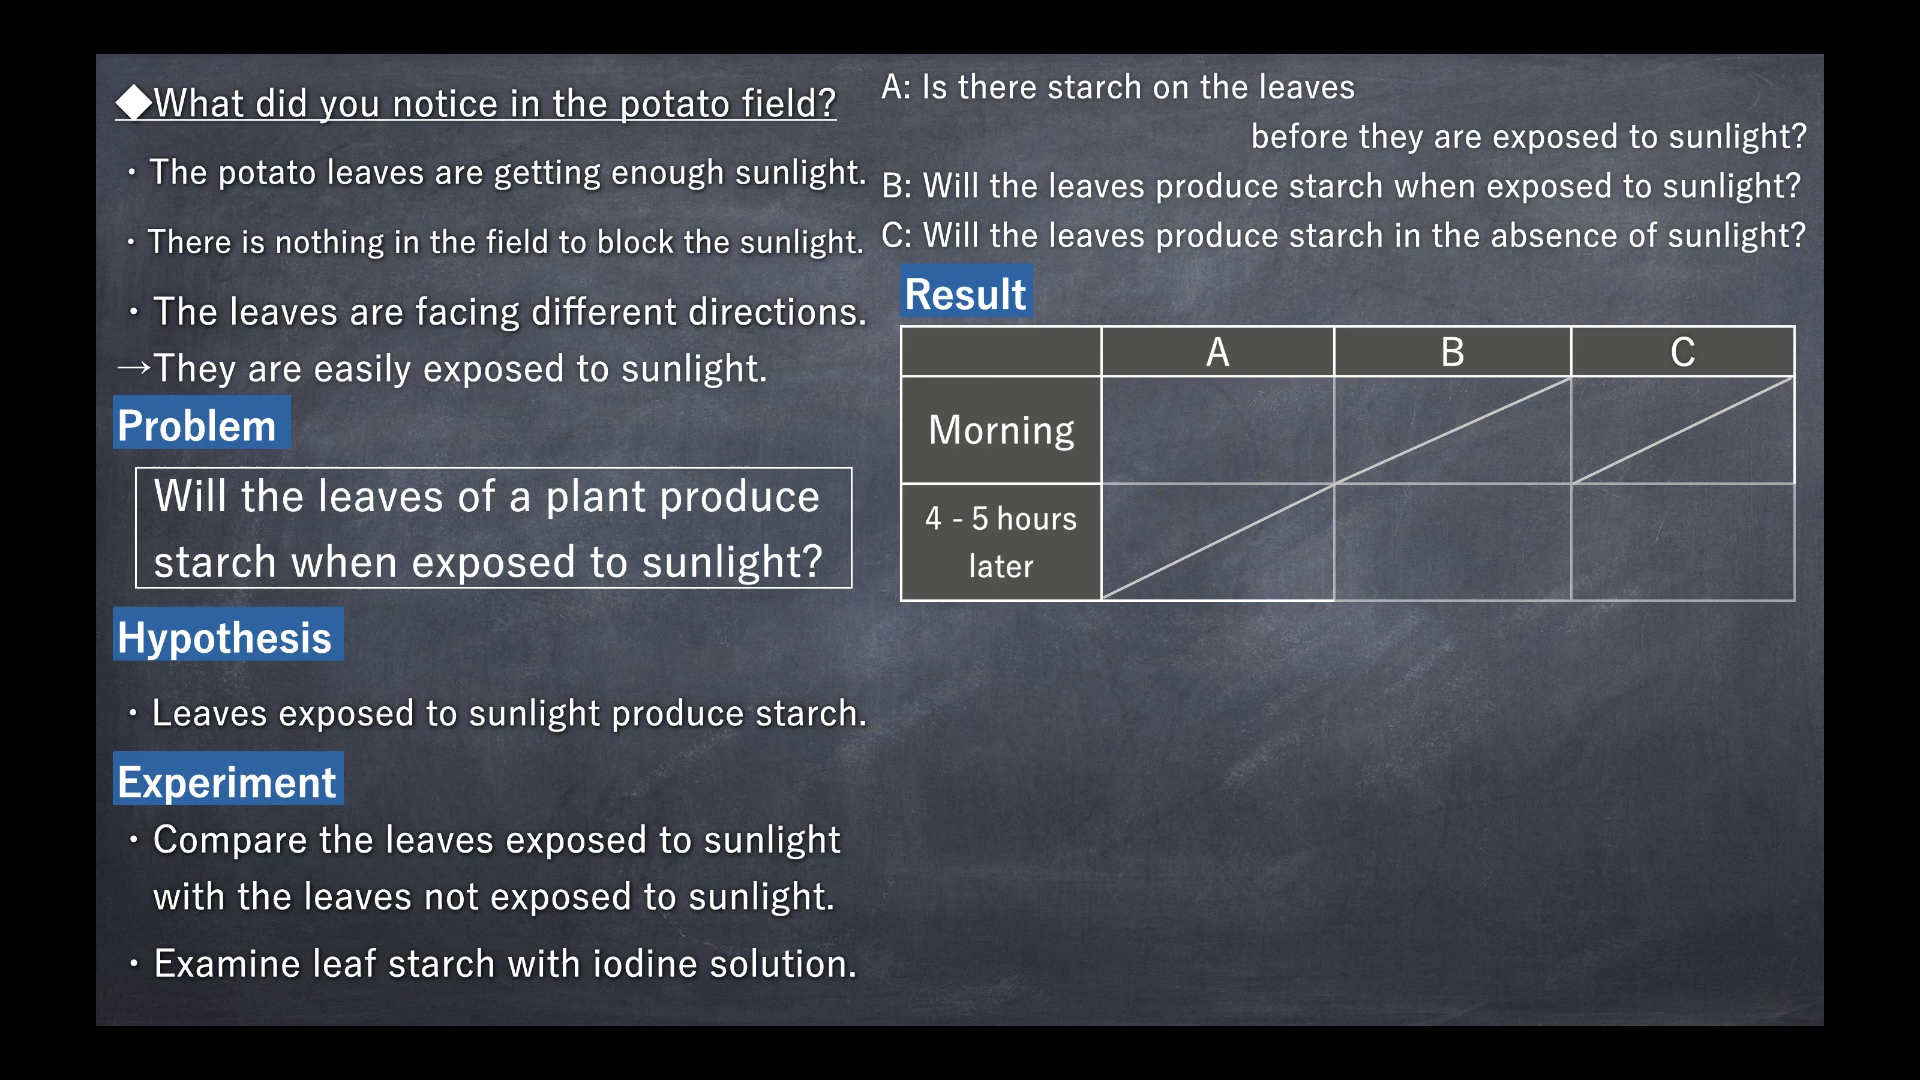 ◆What did you notice in the potato field?
・The potato leaves are getting enough sunlight.
・There is nothing in the field to block the sunlight.
・The leaves are facing different directions.
→They are easily exposed to sunlight.
Problem
Will the leaves of a plant produce
starch when exposed to sunlight?
Hypothesis
・Leaves exposed to sunlight produce starch.
Experiment
・Compare the leaves exposed to sunlight
with the leaves not exposed to sunlight.
・Examine leaf starch with iodine solution.
A: Is there starch on the leaves
before they are exposed to sunlight?
B: Will the leaves produce starch when exposed to sunlight?
C: Will the leaves produce starch in the absence of sunlight?
Result
A B C
Morning
4 - 5 hours
later